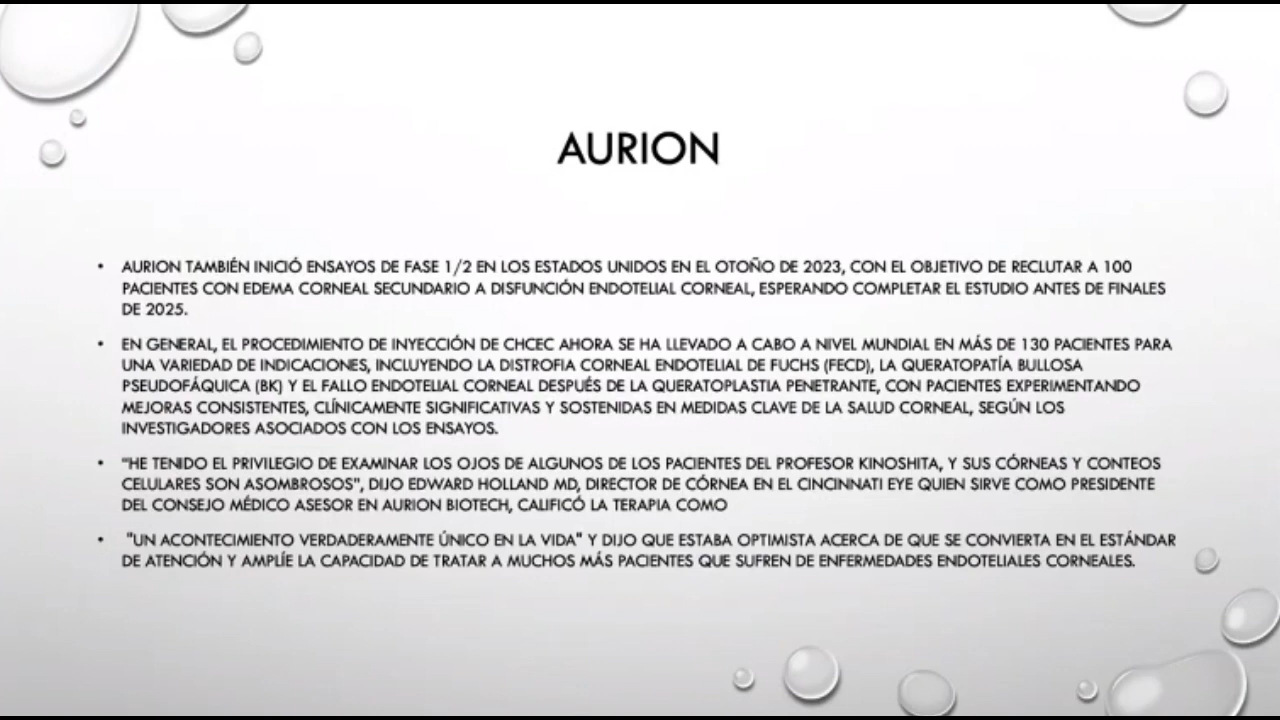 AURION
• AURION TAMBIÉN INICIÓ ENSAYOS DE FASE 1/2 EN LOS ESTADOS UNIDOS EN EL OTOÑO DE 2023, CON EL OBJETIVO DE RECLUTAR A 100
PACIENTES CON EDEMA CORNEAL SECUNDARIO A DISFUNCIÓN ENDOTELIAL CORNEAL, ESPERANDO COMPLETAR EL ESTUDIO ANTES DE FINALES
DE 2025.
• EN GENERAL, EL PROCEDIMIENTO DE INYECCIÓN DE CHCEC AHORA SE HA LLEVADO A CABO A NIVEL MUNDIAL EN MÁS DE 130 PACIENTES PARA
UNA VARIEDAD DE INDICACIONES, INCLUYENDO LA DISTROFIA CORNEAL ENDOTELIAL DE FUCHS (FECD), LA QUERATOPATÍA BULLOSA
PSEUDOFÁQUICA (BK) Y EL FALLO ENDOTELIAL CORNEAL DESPUÉS DE LA QUERATOPLASTIA PENETRANTE, CON PACIENTES EXPERIMENTANDO
MEJORAS CONSISTENTES, CLÍNICAMENTE SIGNIFICATIVAS Y SOSTENIDAS EN MEDIDAS CLAVE DE LA SALUD CORNEAL, SEGÚN LOS
INVESTIGADORES ASOCIADOS CON LOS ENSAYOS.
• "HE TENIDO EL PRIVILEGIO DE EXAMINAR LOS OJOS DE ALGUNOS DE LOS PACIENTES DEL PROFESOR KINOSHITA, Y SUS CÓRNEAS Y CONTEOS
CELULARES SON ASOMBROSOS", DIJO EDWARD HOLLAND MD, DIRECTOR DE CÓRNEA EN EL CINCINNATI EYE QUIEN SIRVE COMO PRESIDENTE
DEL CONSEJO MÉDICO ASESOR EN AURION BIOTECH, CALIFICÓ LA TERAPIA COMO
• "UN ACONTECIMIENTO VERDADERAMENTE ÚNICO EN LA VIDA" Y DIJO QUE ESTABA OPTIMISTA ACERCA DE QUE SE CONVIERTA EN EL ESTÁNDAR
DE ATENCIÓN Y AMPLÍE LA CAPACIDAD DE TRATAR A MUCHOS MÁS PACIENTES QUE SUFREN DE ENFERMEDADES ENDOTELIALES CORNEALES.